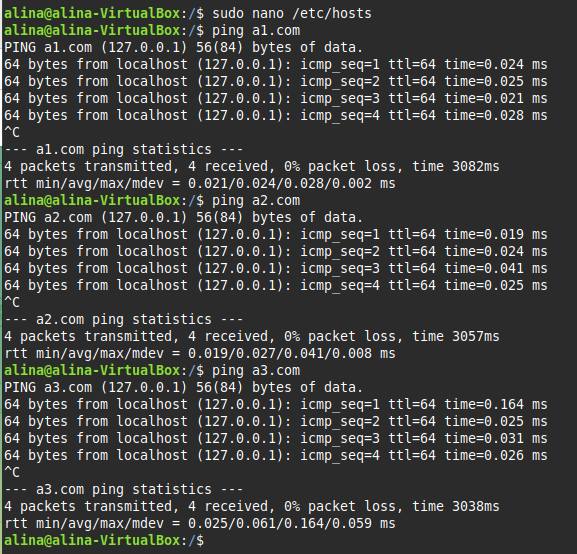 alina@alina-VirtualBox:/$ sudo nano /etc/hosts
alina@alina-VirtualBox:/$ ping a1.com
PING a1.com (127.0.0.1) 56(84) bytes of data.
64 bytes from localhost (127.0.0.1): icmp_seq=1 ttl=64 time=0.024 ms
64 bytes from localhost (127.0.0.1): icmp_seq=2 ttl=64 time=0.025 ms
64 bytes from localhost (127.0.0.1): icmp_seq=3 ttl=64 time=0.021 ms
64 bytes from localhost (127.0.0.1): icmp_seq=4 ttl=64 time=0.028 ms
^C
--- a1.com ping statistics ---
4 packets transmitted, 4 received, 0% packet loss, time 3082ms
rtt min/avg/max/mdev = 0.021/0.024/0.028/0.002 ms
alina@alina-VirtualBox:/$ ping a2.com
PING a2.com (127.0.0.1) 56(84) bytes of data.
64 bytes from localhost (127.0.0.1): icmp_seq=1 ttl=64 time=0.019 ms
64 bytes from localhost (127.0.0.1): icmp_seq=2 ttl=64 time=0.024 ms
64 bytes from localhost (127.0.0.1): icmp_seq=3 ttl=64 time=0.041 ms
64 bytes from localhost (127.0.0.1): icmp_seq=4 ttl=64 time=0.025 ms
^C
--- a2.com ping statistics ---
4 packets transmitted, 4 received, 0% packet loss, time 3057ms
rtt min/avg/max/mdev = 0.019/0.027/0.041/0.008 ms
alina@alina-VirtualBox:/$ ping a3.com
PING a3.com (127.0.0.1) 56(84) bytes of data.
64 bytes from localhost (127.0.0.1): icmp_seq=1 ttl=64 time=0.164 ms
64 bytes from localhost (127.0.0.1): icmp_seq=2 ttl=64 time=0.025 ms
64 bytes from localhost (127.0.0.1): icmp_seq=3 ttl=64 time=0.031 ms
64 bytes from localhost (127.0.0.1): icmp_seq=4 ttl=64 time=0.026 ms
^C
--- a3.com ping statistics ---
4 packets transmitted, 4 received, 0% packet loss, time 3038ms
rtt min/avg/max/mdev = 0.025/0.061/0.164/0.059 ms
alina@alina-VirtualBox:/$